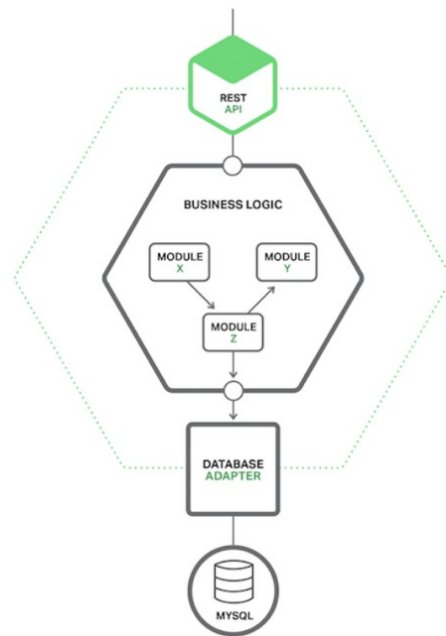 REST
API
BUSINESS LOGIC
MODULE
X
MODULE
Y
MODULE
Z
DATABASE
ADAPTER
MYSQL